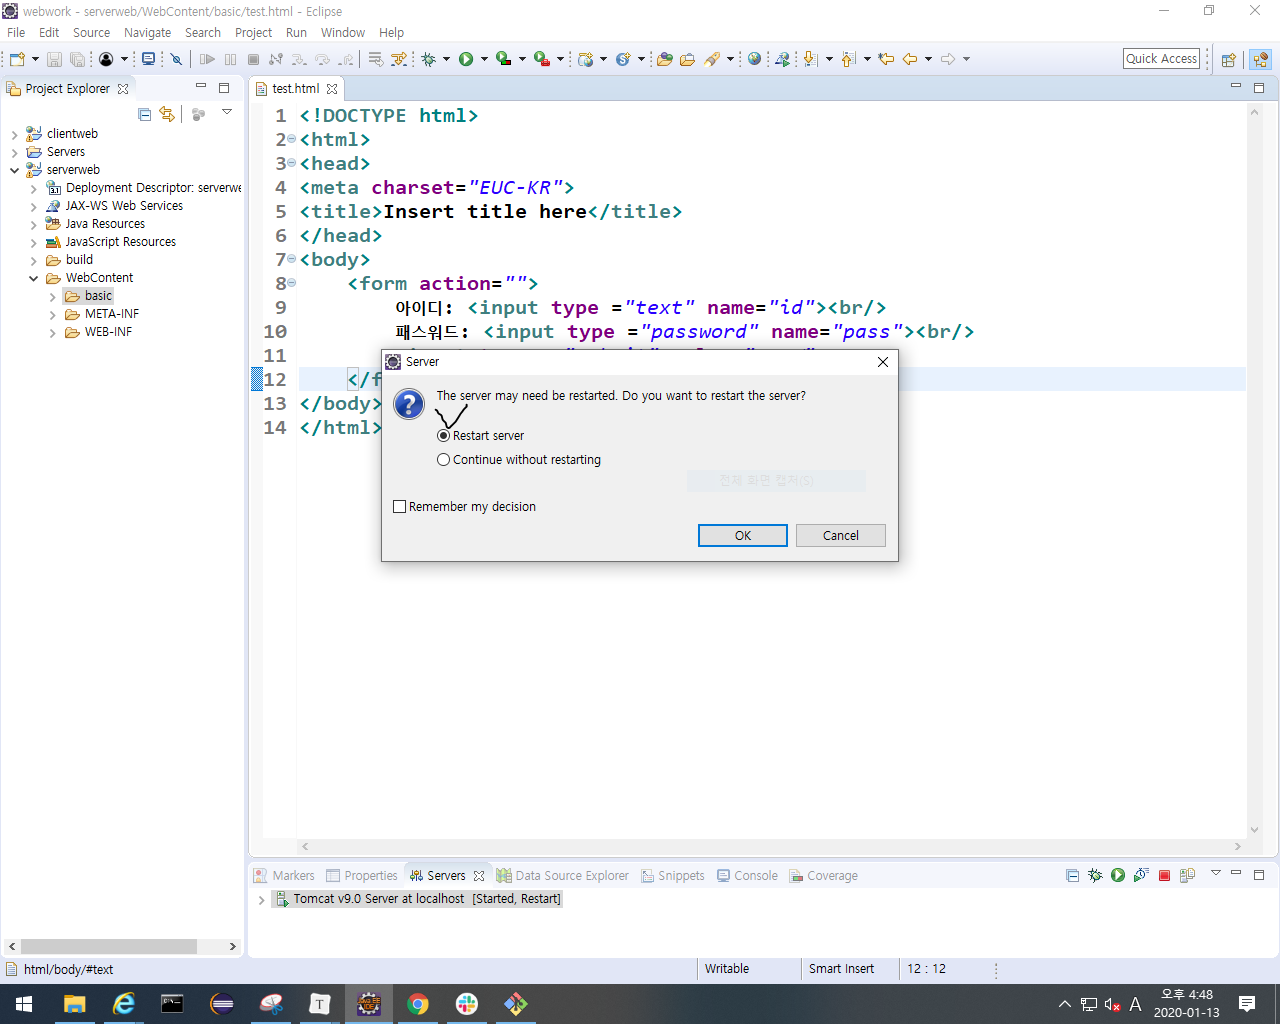 webwork - serverweb/WebContent/basic/test.html - Eclipse
File Edit Source Navigate Search Project Run Window Help
Quick Access
Project Explorer
test.html
clientweb
Servers
serverweb
Deployment Descriptor: serverwe
JAX-WS Web Services
Java Resources
JavaScript Resources
build
WebContent
basic
META-INF
WEB-INF
1 <!DOCTYPE html>
2 <html>
3 <head>
4 <meta charset="EUC-KR">
5 <title>Insert title here</title>
6 </head>
7 <body>
8 <form action="">
9 아이디: <input type ="text" name="id"><br/>
10 패스워드: <input type ="password" name="pass"><br/>
11
12 </f
13 </body>
14 </html>
Server
The server may need be restarted. Do you want to restart the server?
Restart server
Continue without restarting
전체 화면 캡처(S)
Remember my decision
OK Cancel
Markers Properties Servers Data Source Explorer Snippets Console Coverage
Tomcat v9.0 Server at localhost [Started, Restart]
html/body/#text Writable Smart Insert 12 : 12
T A 오후 4:48
2020-01-13